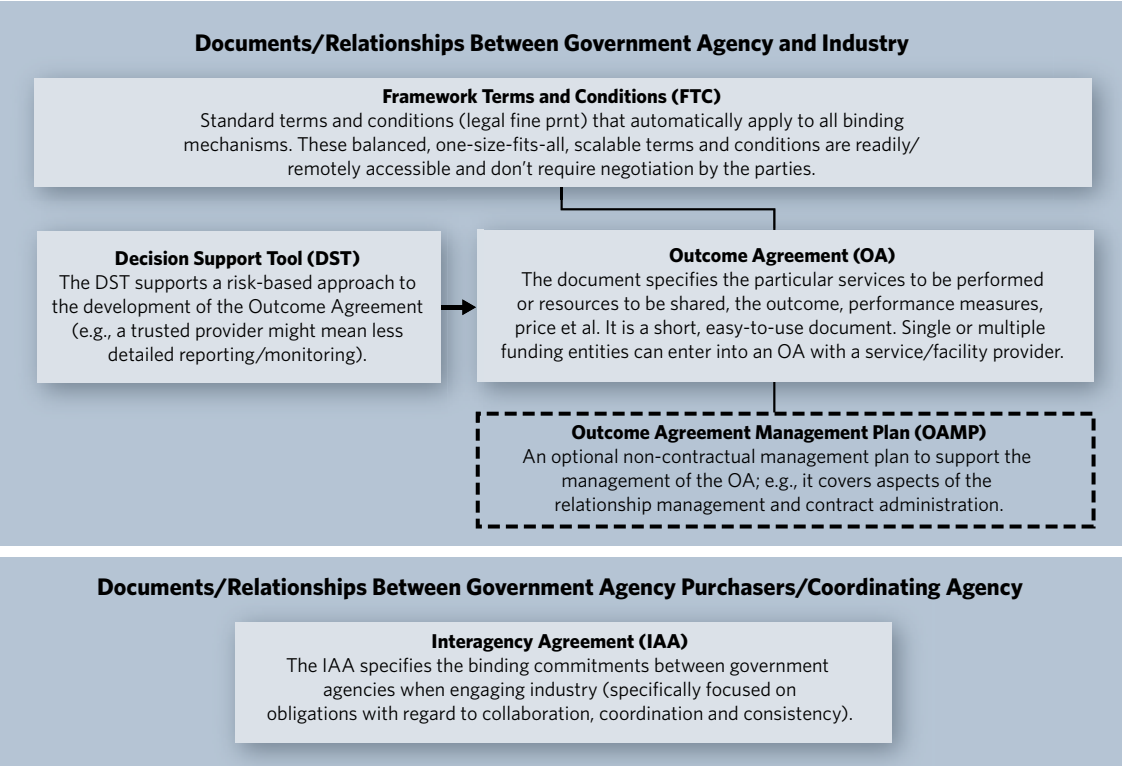 Documents/Relationships Between Government Agency and Industry
Framework Terms and Conditions (FTC)
Standard terms and conditions (legal fine prnt) that automatically apply to all binding
mechanisms. These balanced, one-size-fits-all, scalable terms and conditions are readily/
remotely accessible and don't require negotiation by the parties.
Decision Support Tool (DST)
The DST supports a risk-based approach to
the development of the Outcome Agreement
(e.g., a trusted provider might mean less
detailed reporting/monitoring).
Outcome Agreement (OA)
The document specifies the particular services to be performed
or resources to be shared, the outcome, performance measures,
price et al. It is a short, easy-to-use document. Single or multiple
funding entities can enter into an OA with a service/facility provider.
Outcome Agreement Management Plan (OAMP)
An optional non-contractual management plan to support the
management of the OA; e.g., it covers aspects of the
relationship management and contract administration.
Documents/Relationships Between Government Agency Purchasers/Coordinating Agency
Interagency Agreement (IAA)
The IAA specifies the binding commitments between government
agencies when engaging industry (specifically focused on
obligations with regard to collaboration, coordination and consistency).